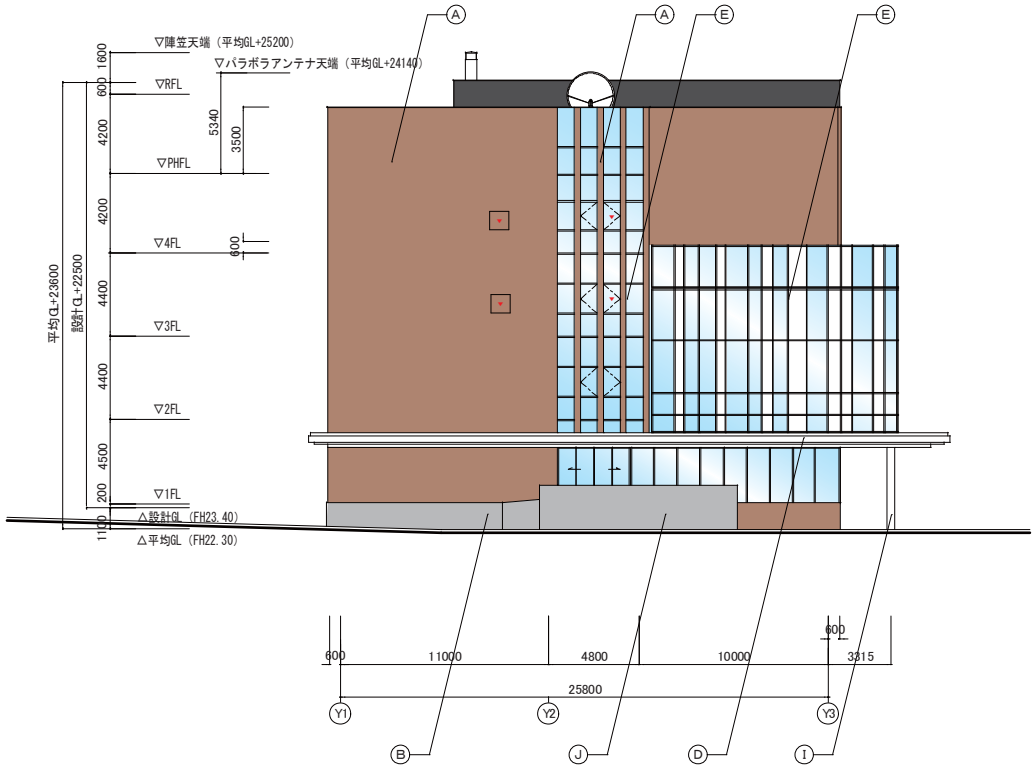 A
A
E
E
▽陣笠天端 (平均GL+25200)
▽パラボラアンテナ天端 (平均GL+24140)
1600
600
▽RFL
4200
5340
3500
▽PHFL
4200
600
▽4FL
4400
▽3FL
4400
▽2FL
4500
200
▽1FL
△設計GL (FH23.40)
1100
△平均GL (FH22.30)
平均GL+23600
設計GL+22500
600
600
11000
4800
10000
3315
25800
Y1
Y2
Y3
B
J
D
I